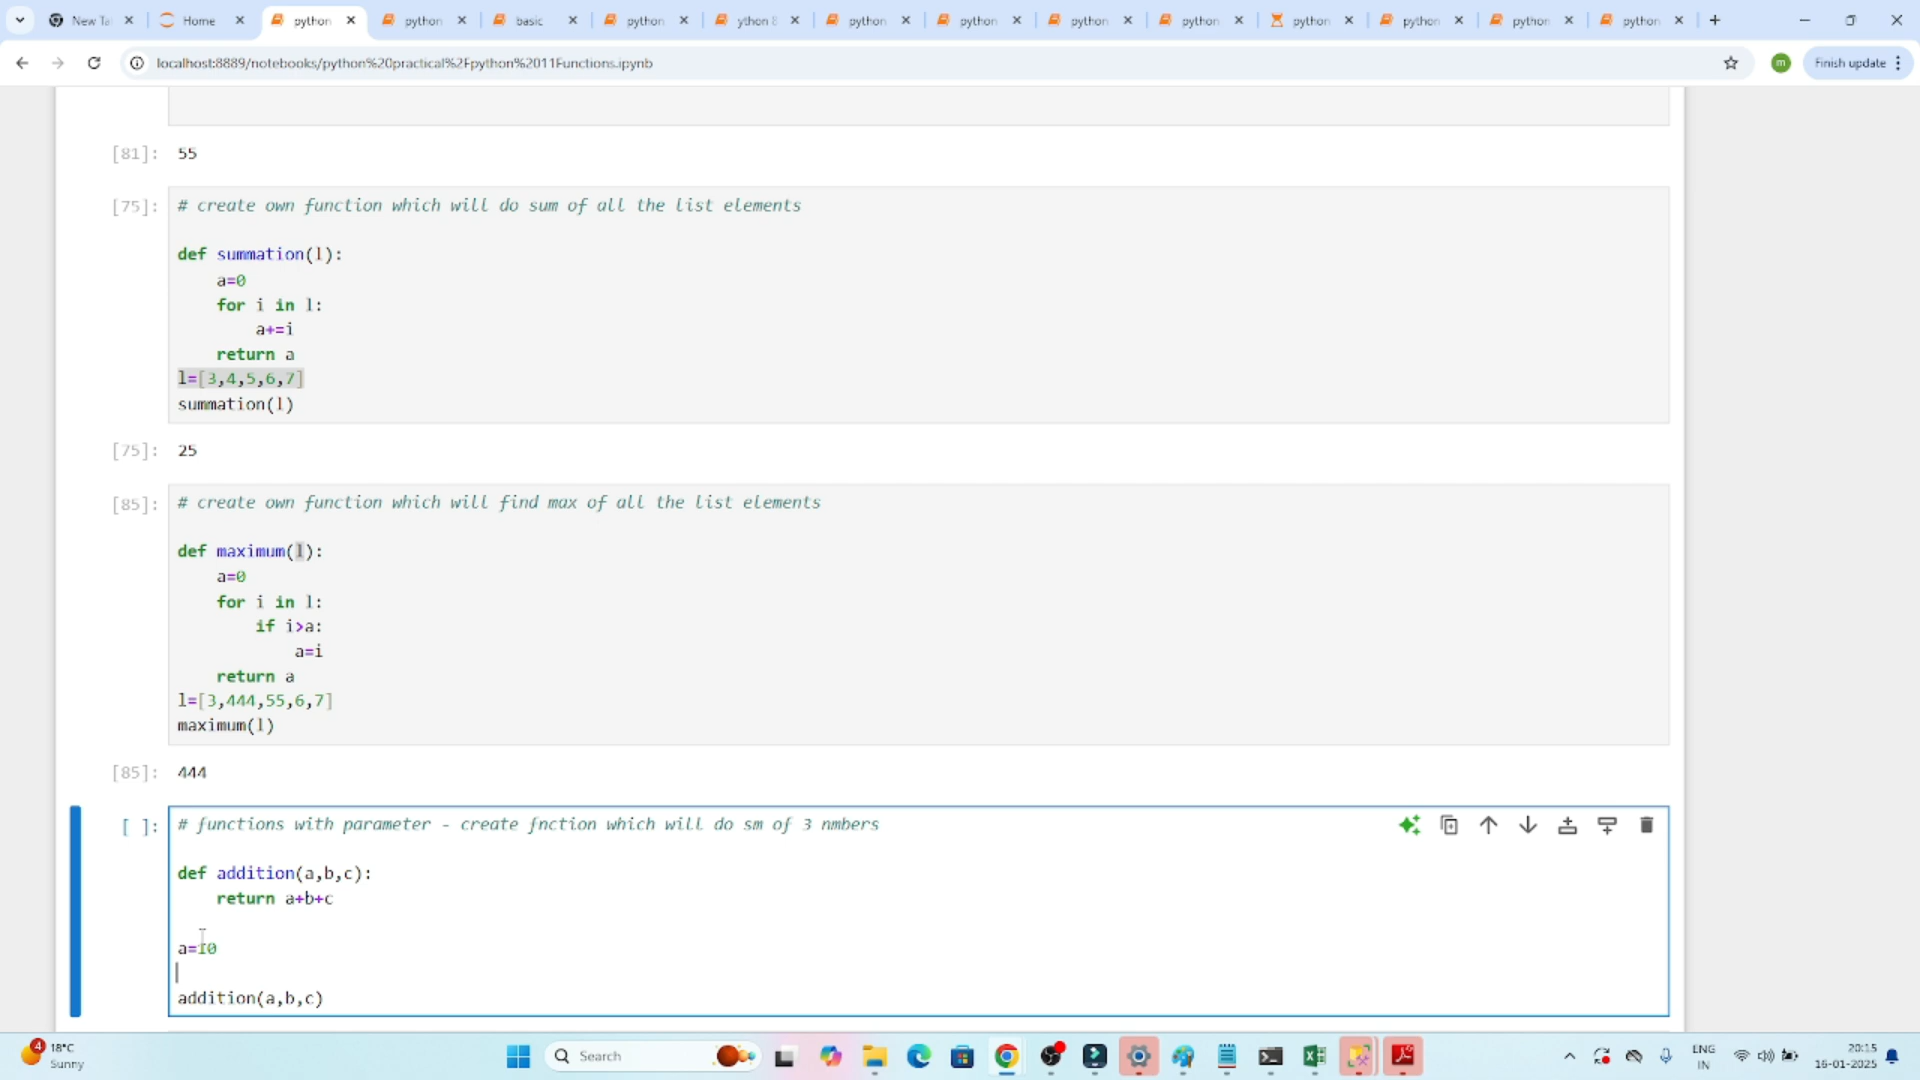 New Ta
Home
python
python
basic
python
ython 8
python
python
python
python
python
python
python
python
localhost:8889/notebooks/python%20practical%2Fpython%2011Functions.ipynb
m
Finish update
[81]: 55
[75]: # create own function which will do sum of all the list elements
def summation(l):
    a=0
    for i in l:
        a+=i
    return a
l=[3,4,5,6,7]
summation(l)
[75]: 25
[85]: # create own function which will find max of all the list elements
def maximum(l):
    a=0
    for i in l:
        if i>a:
            a=i
    return a
l=[3,444,55,6,7]
maximum(l)
[85]: 444
[ ]: # functions with parameter - create fnction which will do sm of 3 nmbers
def addition(a,b,c):
    return a+b+c
a=10
addition(a,b,c)
4
18°C
Sunny
Search
ENG
IN
20:15
16-01-2025